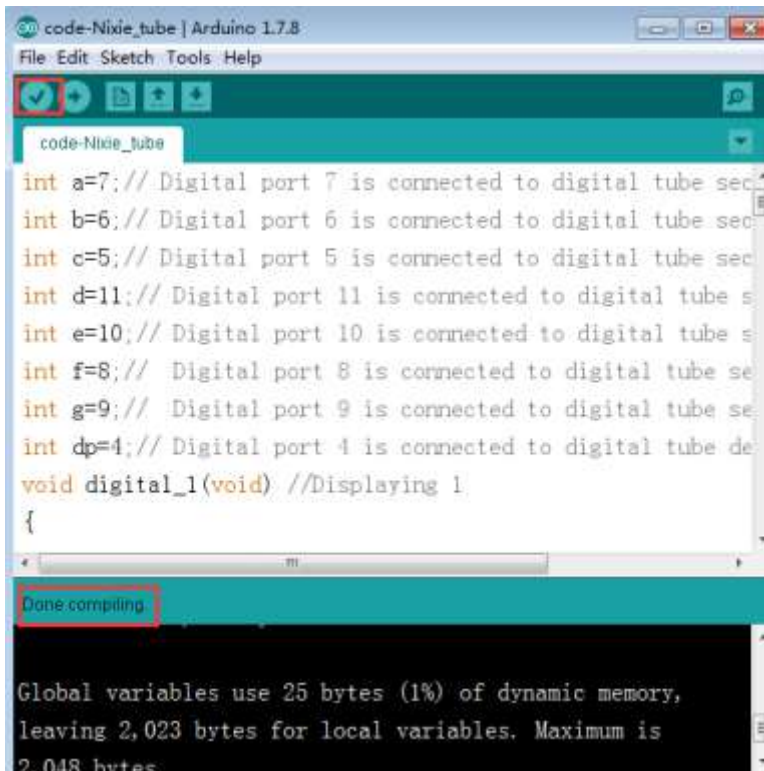 code-Nixie_tube | Arduino 1.7.8
File Edit Sketch Tools Help
code-Nixie_tube
int a=7;// Digital port 7 is connected to digital tube sec
int b=6;// Digital port 6 is connected to digital tube sec
int c=5;// Digital port 5 is connected to digital tube sec
int d=11;// Digital port 11 is connected to digital tube s
int e=10;// Digital port 10 is connected to digital tube s
int f=8;//  Digital port 8 is connected to digital tube se
int g=9;//  Digital port 9 is connected to digital tube se
int dp=4;// Digital port 4 is connected to digital tube de
void digital_1(void) //Displaying 1
{
Done compiling.
Global variables use 25 bytes (1%) of dynamic memory,
leaving 2,023 bytes for local variables. Maximum is
2,048 bytes